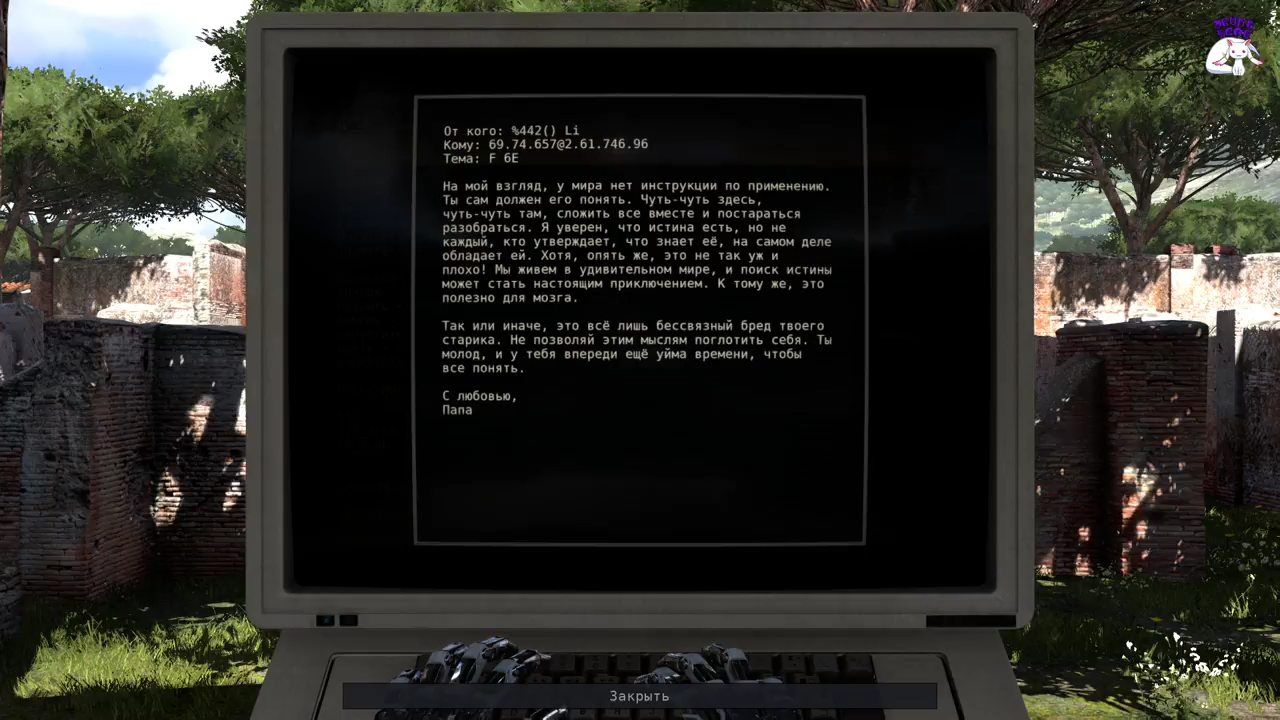 От кого: %442() Li
Кому: 69.74.657@2.61.746.96
Тема: F 6E
На мой взгляд, у мира нет инструкции по применению.
Ты сам должен его понять. Чуть-чуть здесь,
чуть-чуть там, сложить все вместе и постараться
разобраться. Я уверен, что истина есть, но не
каждый, кто утверждает, что знает её, на самом деле
обладает ей. Хотя, опять же, это не так уж и
плохо! Мы живем в удивительном мире, и поиск истины
может стать настоящим приключением. К тому же, это
полезно для мозга.
Так или иначе, это всё лишь бессвязный бред твоего
старика. Не позволяй этим мыслям поглотить себя. Ты
молод, и у тебя впереди ещё уйма времени, чтобы
все понять.
С любовью,
Папа
Закрыть